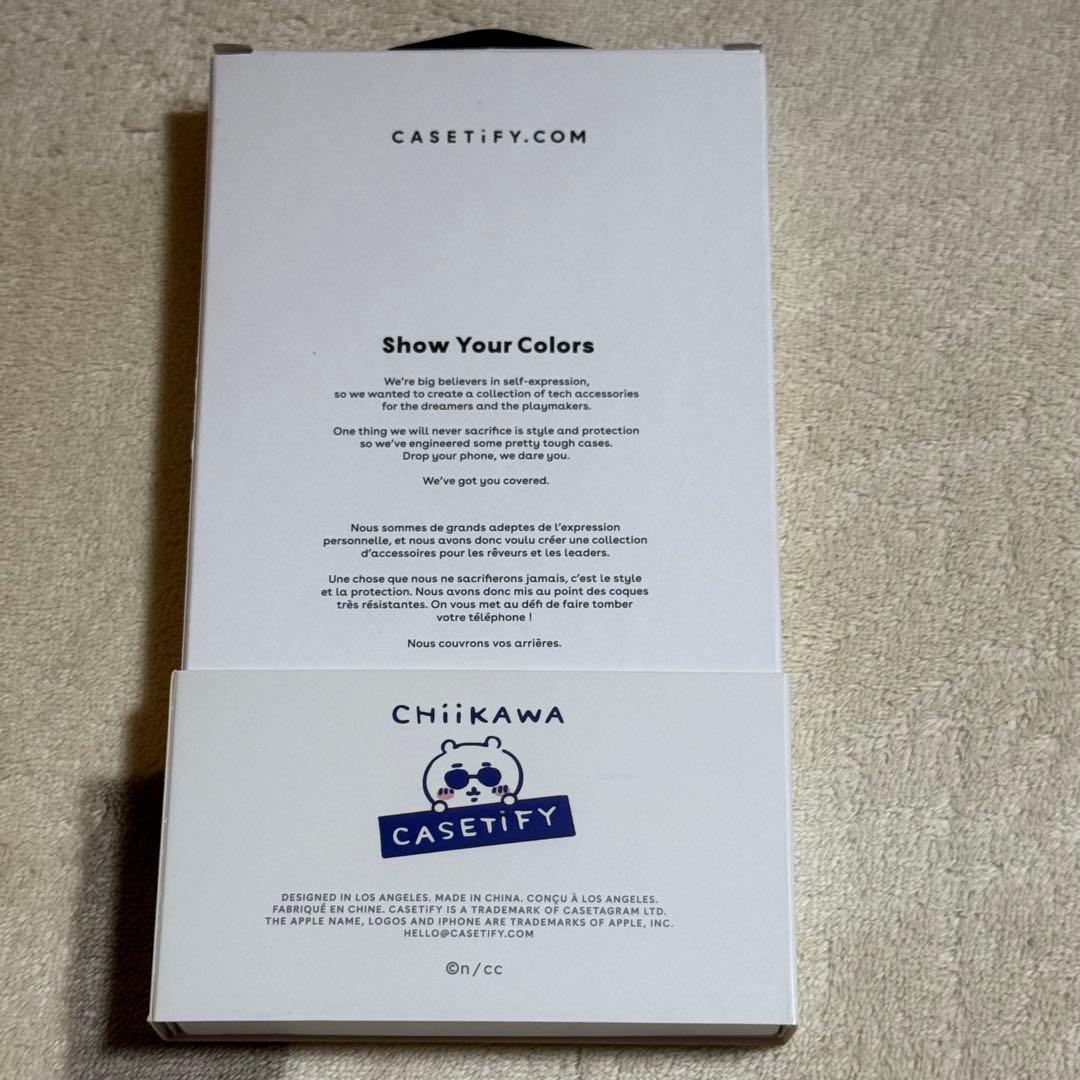 CASETiFY.COM
Show Your Colors
We're big believers in self-expression,
so we wanted to create a collection of tech accessories
for the dreamers and the playmakers.
One thing we will never sacrifice is style and protection
so we've engineered some pretty tough cases.
Drop your phone, we dare you.
We've got you covered.
Nous sommes de grands adeptes de l'expression
personnelle, et nous avons donc voulu créer une collection
d'accessoires pour les rêveurs et les leaders.
Une chose que nous ne sacrifierons jamais, c'est le style
et la protection. Nous avons donc mis au point des coques
très résistantes. On vous met au défi de faire tomber
votre téléphone !
Nous couvrons vos arrières.
CHiiKAWA
CASETiFY
DESIGNED IN LOS ANGELES. MADE IN CHINA. CONÇU À LOS ANGELES.
FABRIQUÉ EN CHINE. CASETiFY IS A TRADEMARK OF CASETAGRAM LTD.
THE APPLE NAME, LOGOS AND IPHONE ARE TRADEMARKS OF APPLE, INC.
HELLO@CASETIFY.COM
©n/cc